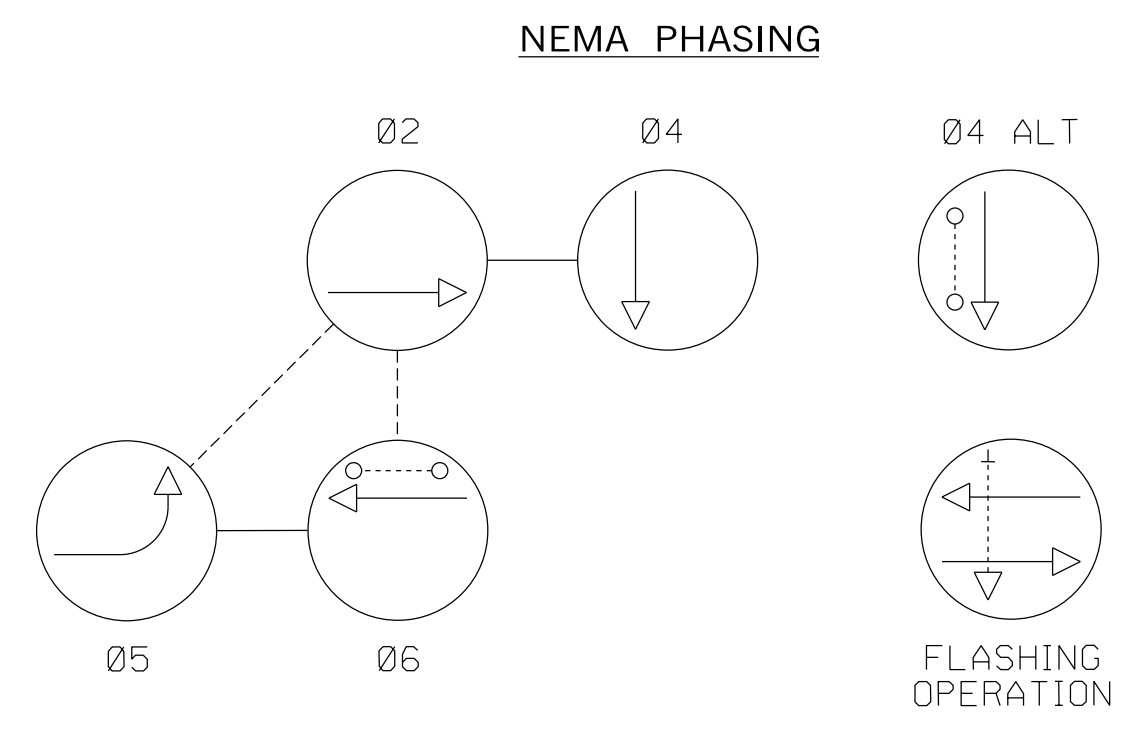 NEMA PHASING
Ø2
Ø4
Ø4 ALT
Ø5
Ø6
FLASHING
OPERATION